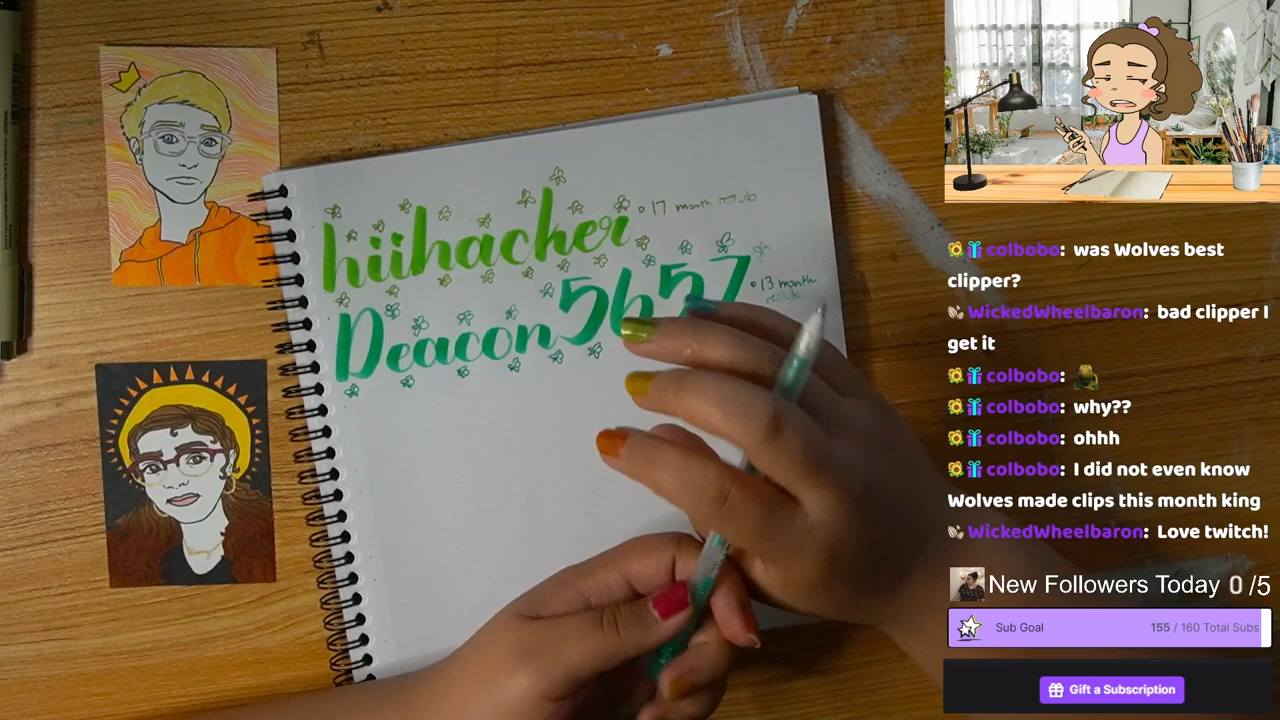 hiihacker • 17 month resub
Deacon5657 • 13 month
resub
colbobo: was Wolves best
clipper?
WickedWheelbaron: bad clipper I
get it
colbobo:
colbobo: why??
colbobo: ohhh
colbobo: I did not even know
Wolves made clips this month king
WickedWheelbaron: Love twitch!
New Followers Today 0 /5
Sub Goal 155 / 160 Total Subs
Gift a Subscription